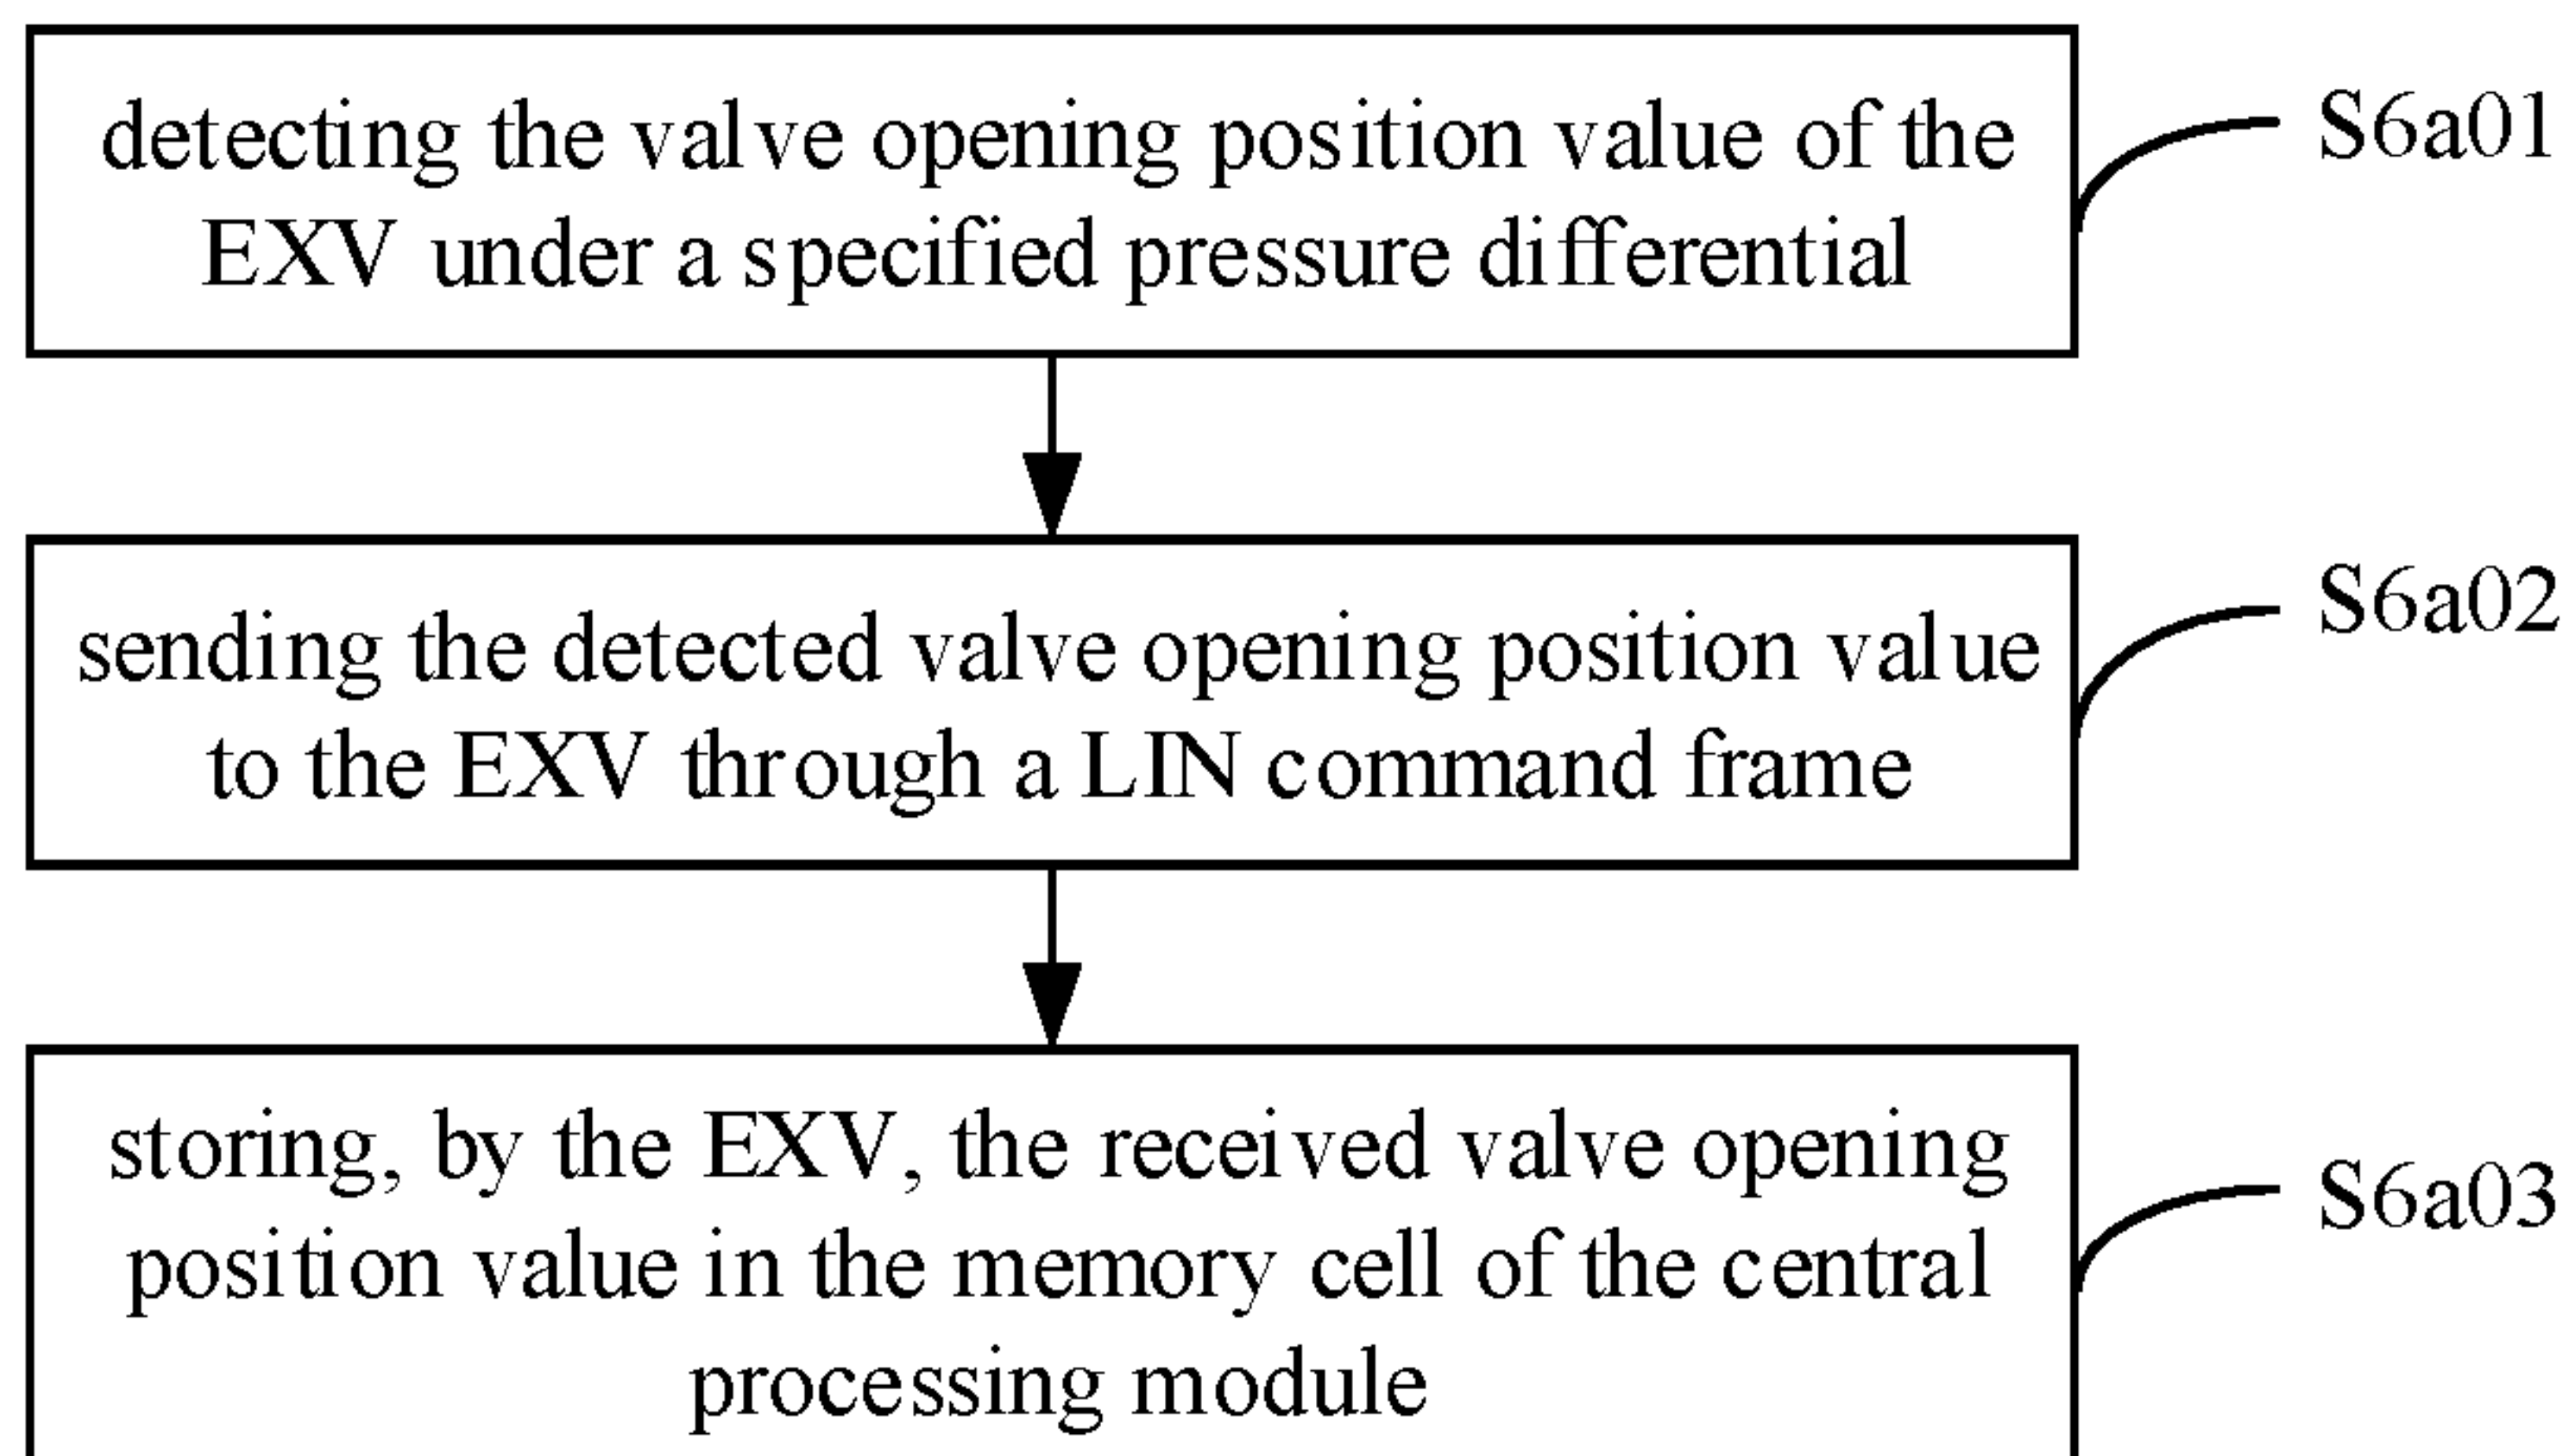 detecting the valve opening position value of the
EXV under a specified pressure differential
S6a01
sending the detected valve opening position value
to the EXV through a LIN command frame
S6a02
storing, by the EXV, the received valve opening
position value in the memory cell of the central
processing module
S6a03